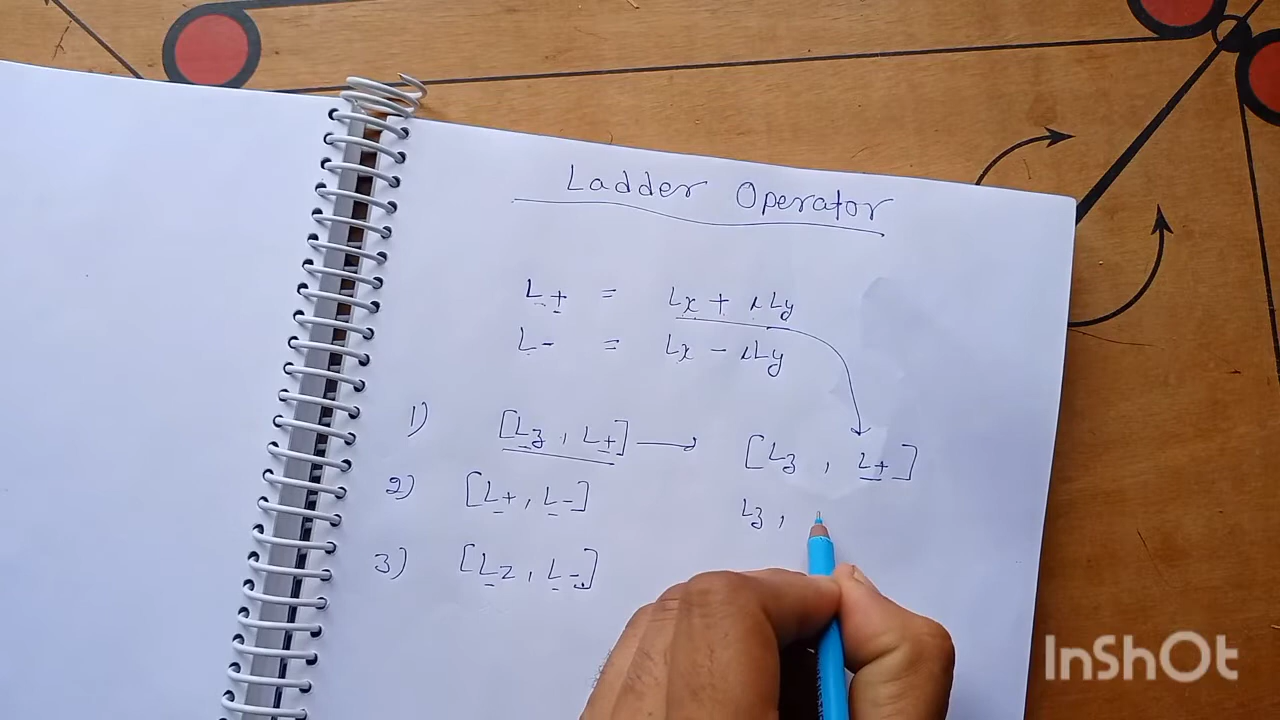 Ladder Operator
L+ = Lx + iLy
L- = Lx - iLy
1) [Lz, L+] → [Lz, L+]
2) [L+, L-]
Lz,
3) [Lz, L-]
InShOt